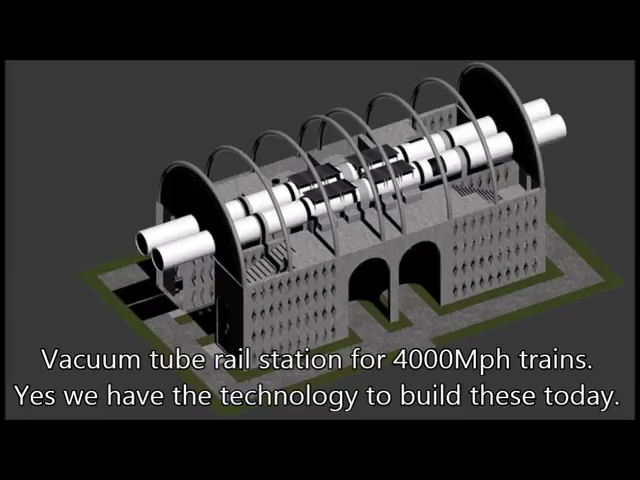 Vacuum tube rail station for 4000Mph trains.
Yes we have the technology to build these today.